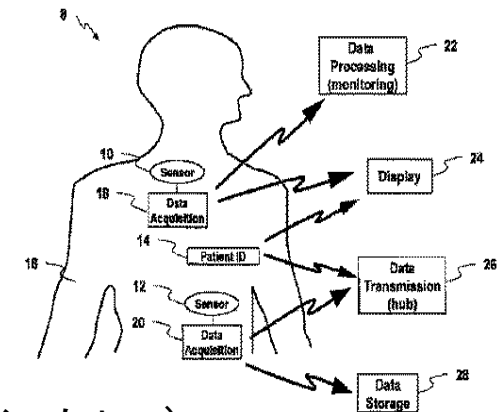 8
Data
Processing
(monitoring)
22
10
Sensor
18
Data
Acquisition
Display
24
14
Patient ID
16
Data
Transmission
(hub)
26
12
Sensor
20
Data
Acquisition
Data
Storage
28